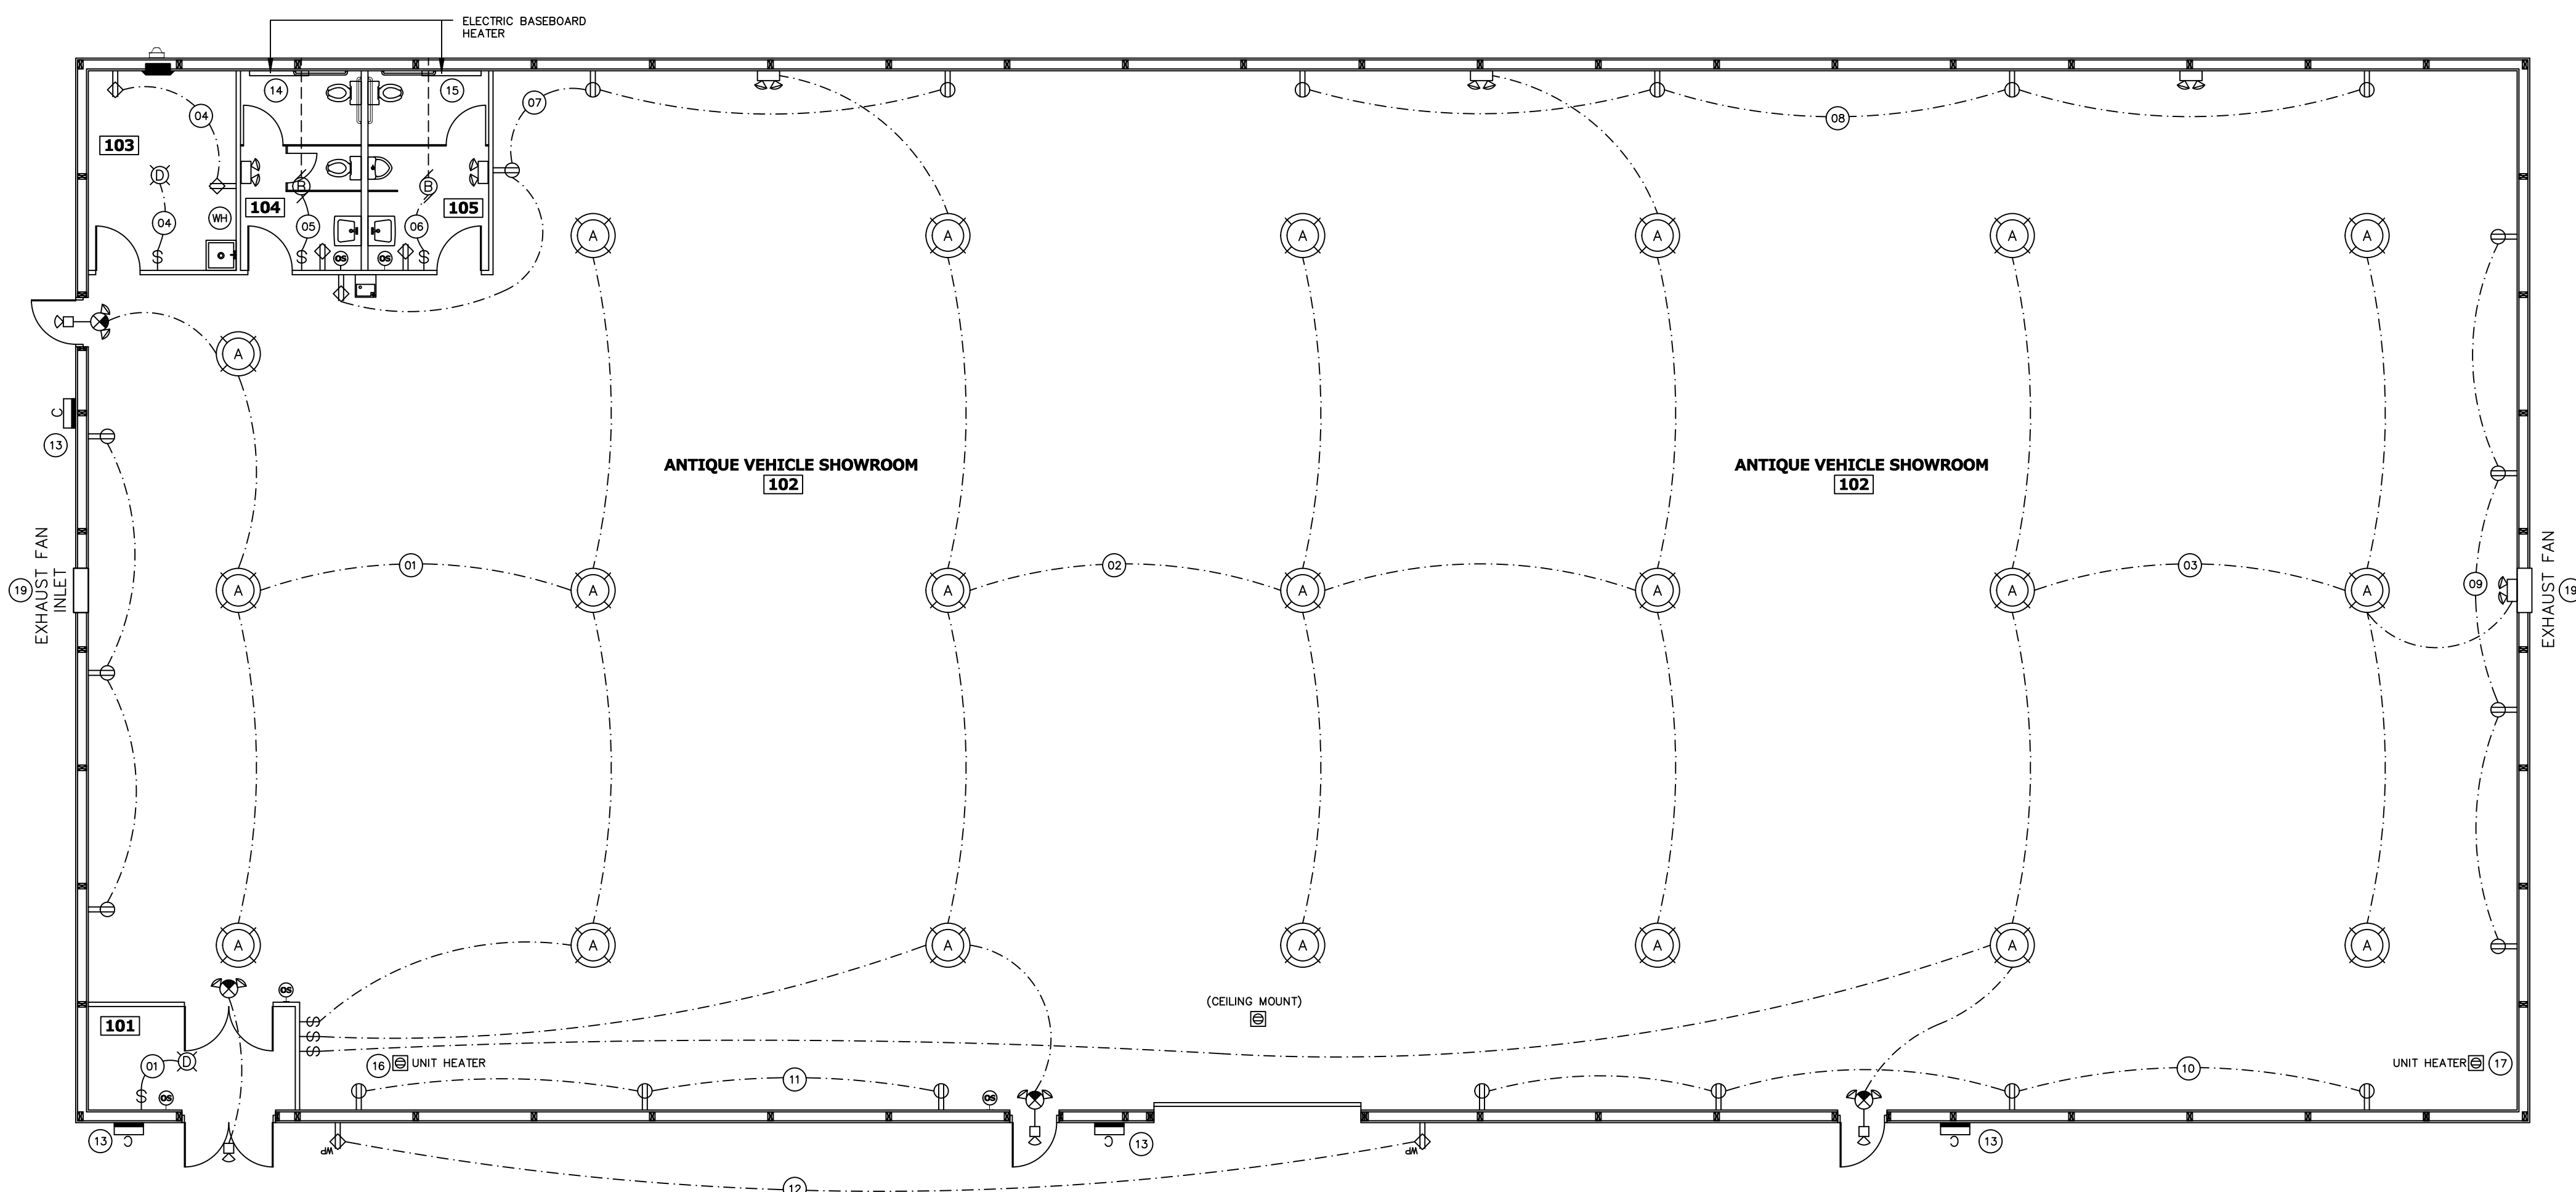 ELECTRIC BASEBOARD
HEATER
14
15
07
04
08
103
D
B
B
104
105
WH
04
05
06
S
S
S
OS
OS
A
A
A
A
A
A
A
C
13
ANTIQUE VEHICLE SHOWROOM
102
ANTIQUE VEHICLE SHOWROOM
102
EXHAUST FAN
INLET
19
01
02
03
09
EXHAUST FAN
19
A
A
A
A
A
A
A
A
A
A
A
A
A
A
OS
(CEILING MOUNT)
101
S
S
S
D
01
16
UNIT HEATER
UNIT HEATER
17
11
10
S
OS
OS
13
C
WP
C
13
WP
C
13
12